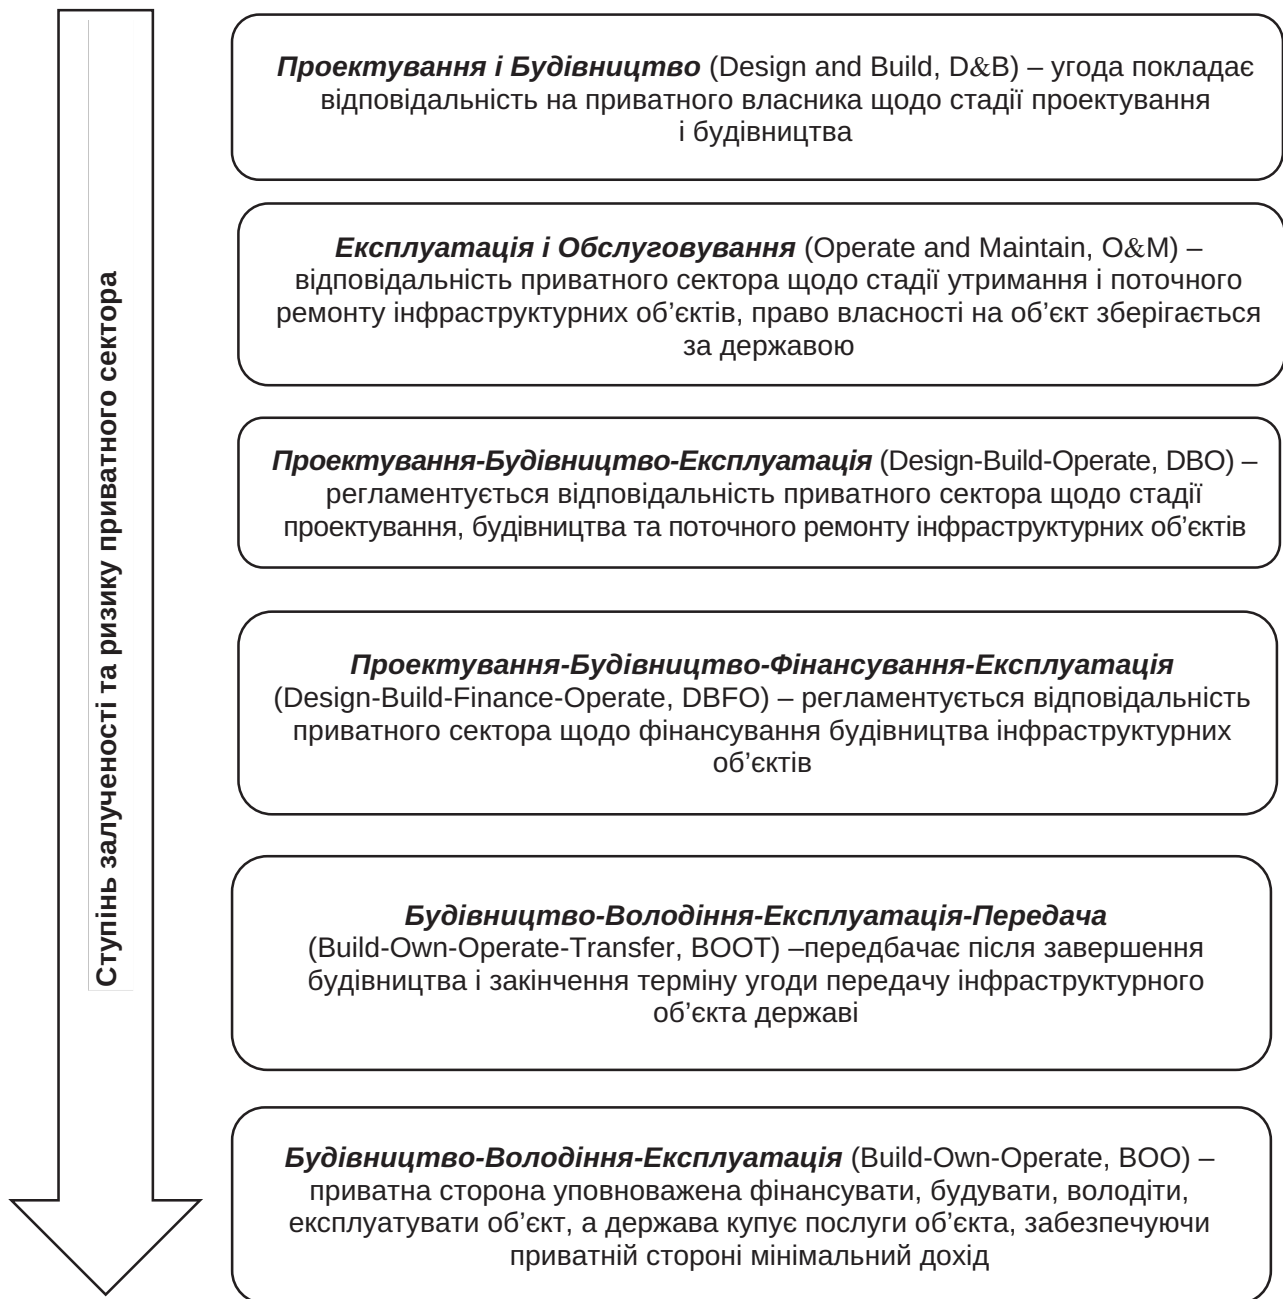 Ступінь залученості та ризику приватного сектора
Проектування і Будівництво (Design and Build, D&B) – угода покладає
відповідальність на приватного власника щодо стадії проектування
і будівництва
Експлуатація і Обслуговування (Operate and Maintain, O&M) –
відповідальність приватного сектора щодо стадії утримання і поточного
ремонту інфраструктурних об’єктів, право власності на об’єкт зберігається
за державою
Проектування-Будівництво-Експлуатація (Design-Build-Operate, DBO) –
регламентується відповідальність приватного сектора щодо стадії
проектування, будівництва та поточного ремонту інфраструктурних об’єктів
Проектування-Будівництво-Фінансування-Експлуатація
(Design-Build-Finance-Operate, DBFO) – регламентується відповідальність
приватного сектора щодо фінансування будівництва інфраструктурних
об’єктів
Будівництво-Володіння-Експлуатація-Передача
(Build-Own-Operate-Transfer, BOOT) –передбачає після завершення
будівництва і закінчення терміну угоди передачу інфраструктурного
об’єкта державі
Будівництво-Володіння-Експлуатація (Build-Own-Operate, BOO) –
приватна сторона уповноважена фінансувати, будувати, володіти,
експлуатувати об’єкт, а держава купує послуги об’єкта, забезпечуючи
приватній стороні мінімальний дохід